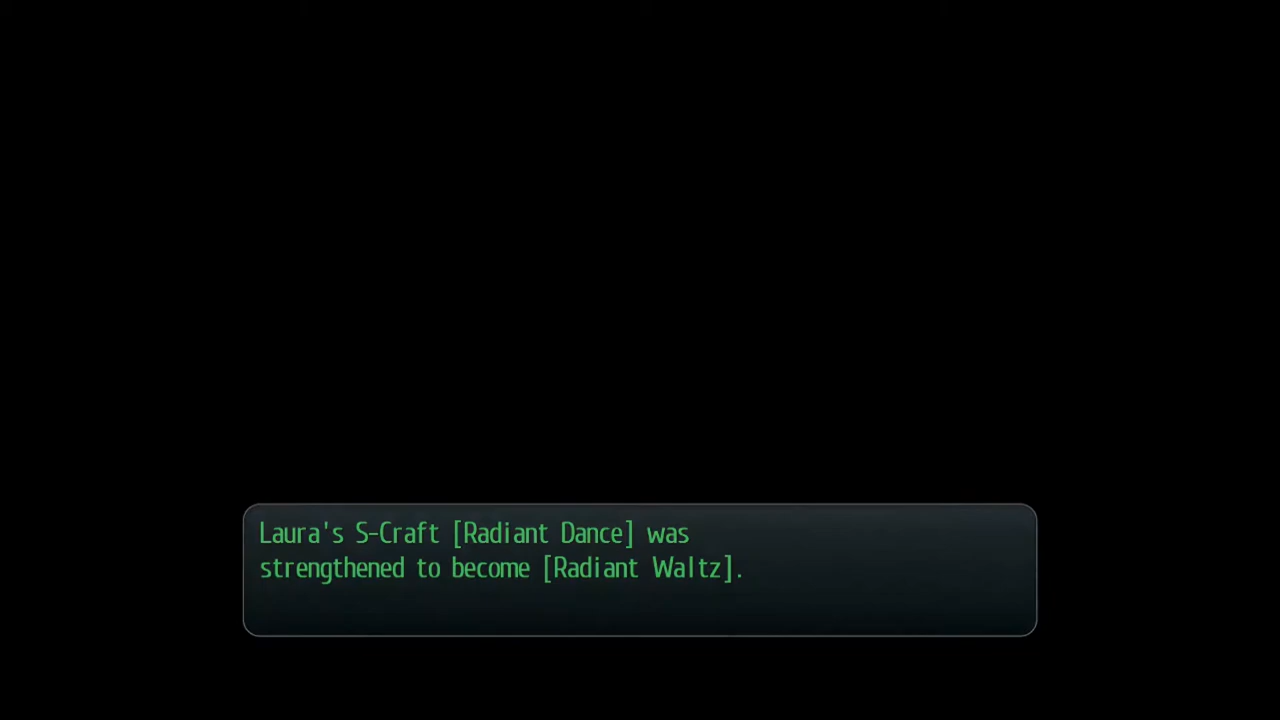 Laura's S-Craft [Radiant Dance] was
strengthened to become [Radiant Waltz].